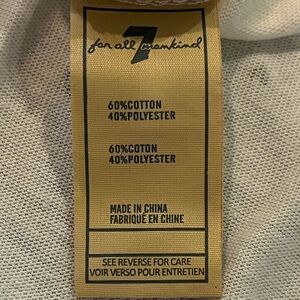 for all 7 mankind
60%COTTON
40%POLYESTER
60%COTON
40%POLYESTER
MADE IN CHINA
FABRIQUÉ EN CHINE
SEE REVERSE FOR CARE
VOIR VERSO POUR ENTRETIEN